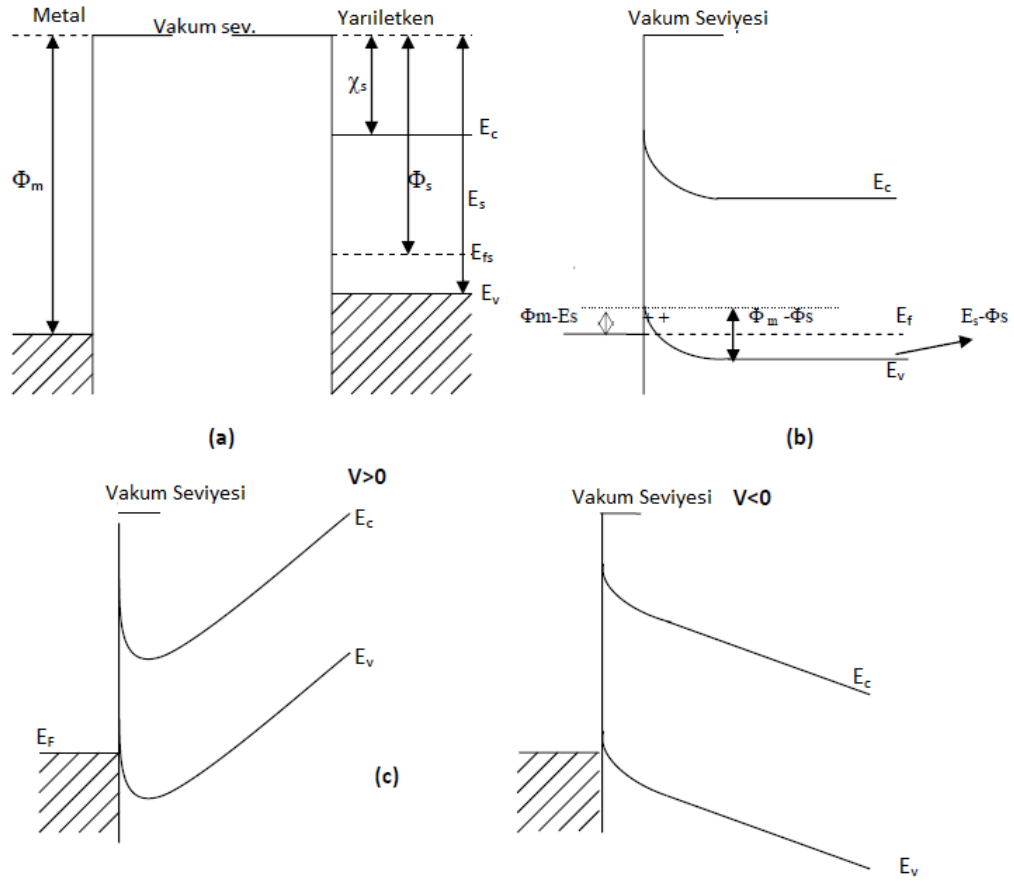 Metal
Vakum sev.
Yarıiletken
χs
Ec
Φm
Φs
Es
Efs
Ev
(a)
Vakum Seviyesi
Ec
Φm-Es
++
Φm -Φs
Ef
Es-Φs
Ev
(b)
V>0
Vakum Seviyesi
Ec
Ev
EF
(c)
Vakum Seviyesi V<0
Ec
Ev